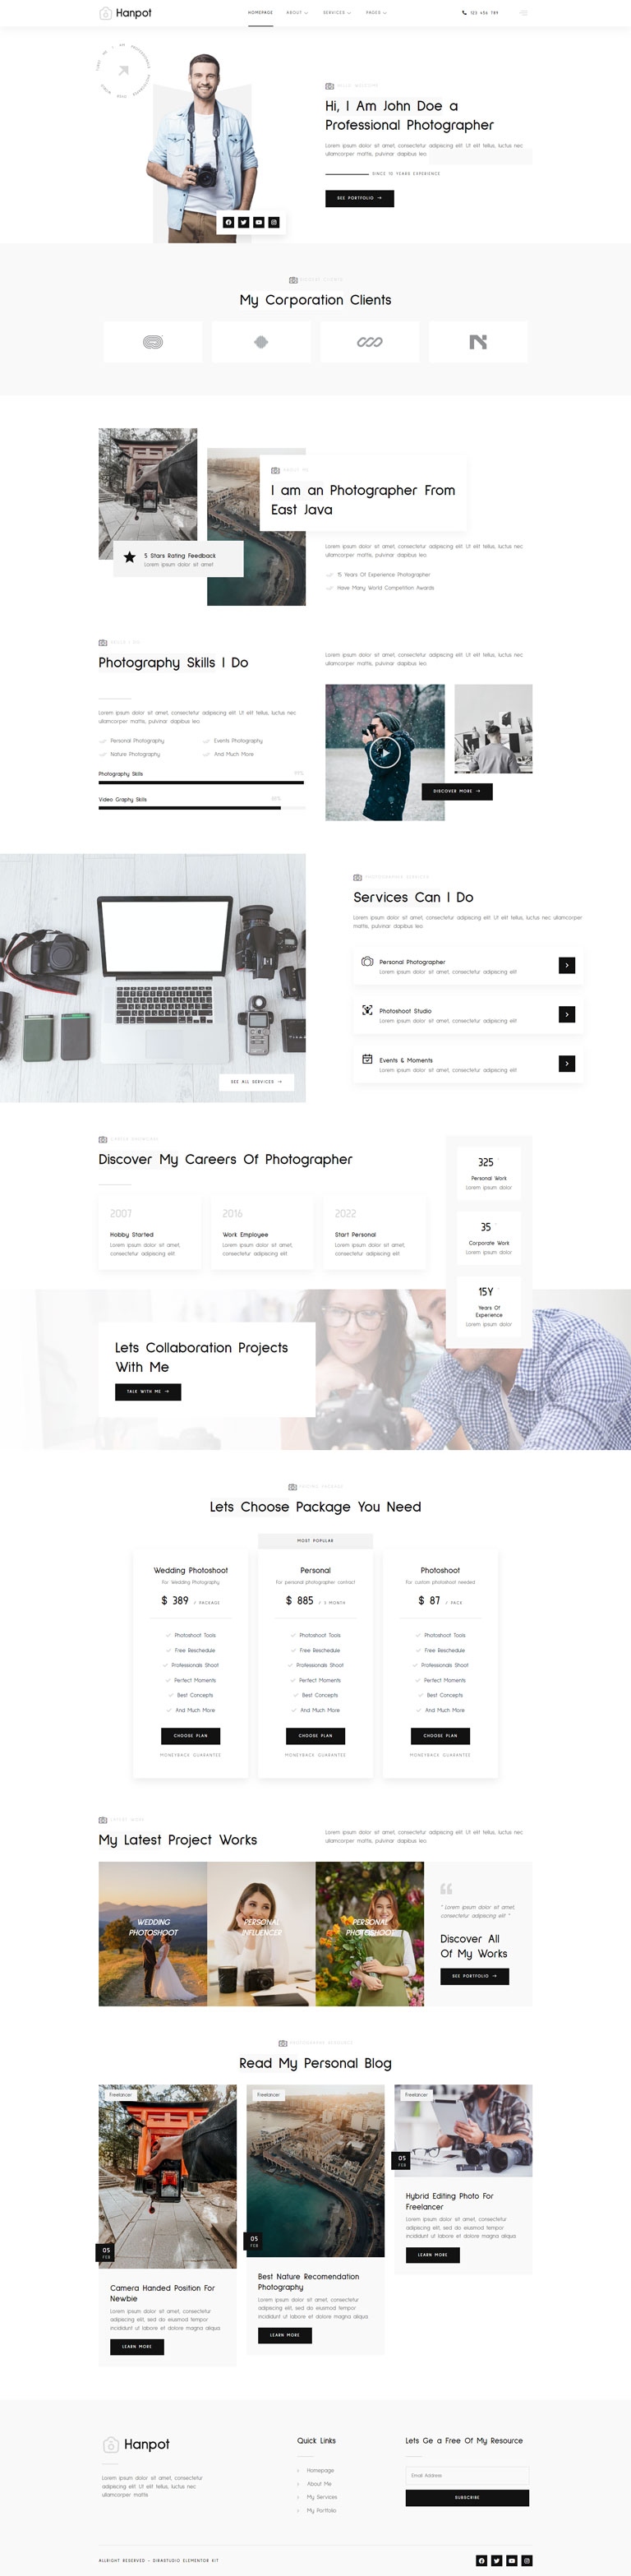 Hanpot
HOMEPAGE
ABOUT
SERVICES
PAGES
123 456 789
HELLO WELCOME
Hi, I Am John Doe a
Professional Photographer
Lorem ipsum dolor sit amet, consectetur adipiscing elit Ut elit tellus, luctus nec
ullamcorper mattis, pulvinar dapibus leo
SINCE 10 YEARS EXPERIENCE
SEE PORTFOLIO
My Corporation Clients
ABOUT ME
I am an Photographer From
East Java
5 Stars Rating Feedback
Lorem ipsum dolor sit amet
Lorem ipsum dolor sit amet, consectetur adipiscing elit Ut elit tellus, luctus nec
ullamcorper mattis, pulvinar dapibus leo
15 Years Of Experience Photographer
Have Many World Competition Awards
SKILLS I DO
Photography Skills I Do
Lorem ipsum dolor sit amet, consectetur adipiscing elit Ut elit tellus, luctus nec
ullamcorper mattis, pulvinar dapibus leo
Lorem ipsum dolor sit amet, consectetur adipiscing elit Ut elit tellus, luctus nec
ullamcorper mattis, pulvinar dapibus leo
Personal Photography
Events Photography
Nature Photography
And Much More
Photography Skills
Video Graphy Skills
DISCOVER MORE
PHOTOGRAPHER SERVICES
Services Can I Do
Lorem ipsum dolor sit amet, consectetur adipiscing elit Ut elit tellus, luctus nec ullamcorper
mattis, pulvinar dapibus leo
Personal Photographer
Lorem ipsum dolor sit amet, consectetur adipiscing elit
Photoshoot Studio
Lorem ipsum dolor sit amet, consectetur adipiscing elit
Events & Moments
Lorem ipsum dolor sit amet, consectetur adipiscing elit
SEE ALL SERVICES
Discover My Careers Of Photographer
2007
Hobby Started
Lorem ipsum dolor sit amet,
consectetur adipiscing elit
2016
Work Employee
Lorem ipsum dolor sit amet,
consectetur adipiscing elit
2022
Start Personal
Lorem ipsum dolor sit amet,
consectetur adipiscing elit
325
Personal Work
Lorem ipsum dolor
35
Corporate Work
Lorem ipsum dolor
15Y
Years Of
Experience
Lorem ipsum dolor
Lets Collaboration Projects
With Me
TALK WITH ME
Lets Choose Package You Need
Wedding Photoshoot
For Wedding Photography
$ 389 / PACKAGE
Photoshoot Tools
Free Reschedule
Professionals Shoot
Perfect Moments
Best Concepts
And Much More
CHOOSE PLAN
MONEYBACK GUARANTEE
MOST POPULAR
Personal
For personal photographer contract
$ 885 / 3 MONTH
Photoshoot Tools
Free Reschedule
Professionals Shoot
Perfect Moments
Best Concepts
And Much More
CHOOSE PLAN
MONEYBACK GUARANTEE
Photoshoot
For custom photoshoot needed
$ 87 / PACK
Photoshoot Tools
Free Reschedule
Professionals Shoot
Perfect Moments
Best Concepts
And Much More
CHOOSE PLAN
MONEYBACK GUARANTEE
LATEST WORK
My Latest Project Works
Lorem ipsum dolor sit amet, consectetur adipiscing elit Ut elit tellus, luctus nec
ullamcorper mattis, pulvinar dapibus leo
WEDDING
PHOTOSHOOT
PERSONAL
INFLUENCER
PERSONAL
PHOTOSHOOT
" Lorem ipsum dolor sit amet,
consectetur adipiscing elit "
Discover All
Of My Works
SEE PORTFOLIO
Read My Personal Blog
Freelancer
05
FEB
Camera Handed Position For
Newbie
Lorem ipsum dolor sit amet, consectetur
adipiscing elit, sed do eiusmod tempor
incididunt ut labore et dolore magna aliqua
LEARN MORE
Freelancer
05
FEB
Best Nature Recomendation
Photography
Lorem ipsum dolor sit amet, consectetur
adipiscing elit, sed do eiusmod tempor
incididunt ut labore et dolore magna aliqua
LEARN MORE
Freelancer
05
FEB
Hybrid Editing Photo For
Freelancer
Lorem ipsum dolor sit amet, consectetur
adipiscing elit, sed do eiusmod tempor
incididunt ut labore et dolore magna aliqua
LEARN MORE
Hanpot
Lorem ipsum dolor sit amet, consectetur
adipiscing elit. Ut elit tellus, luctus nec
ullamcorper mattis
Quick Links
Homepage
About Me
My Services
My Portfolio
Lets Ge a Free Of My Resource
Email Address
SUBSCRIBE
ALLRIGHT RESERVED - DIRASTUDIO ELEMENTOR KIT